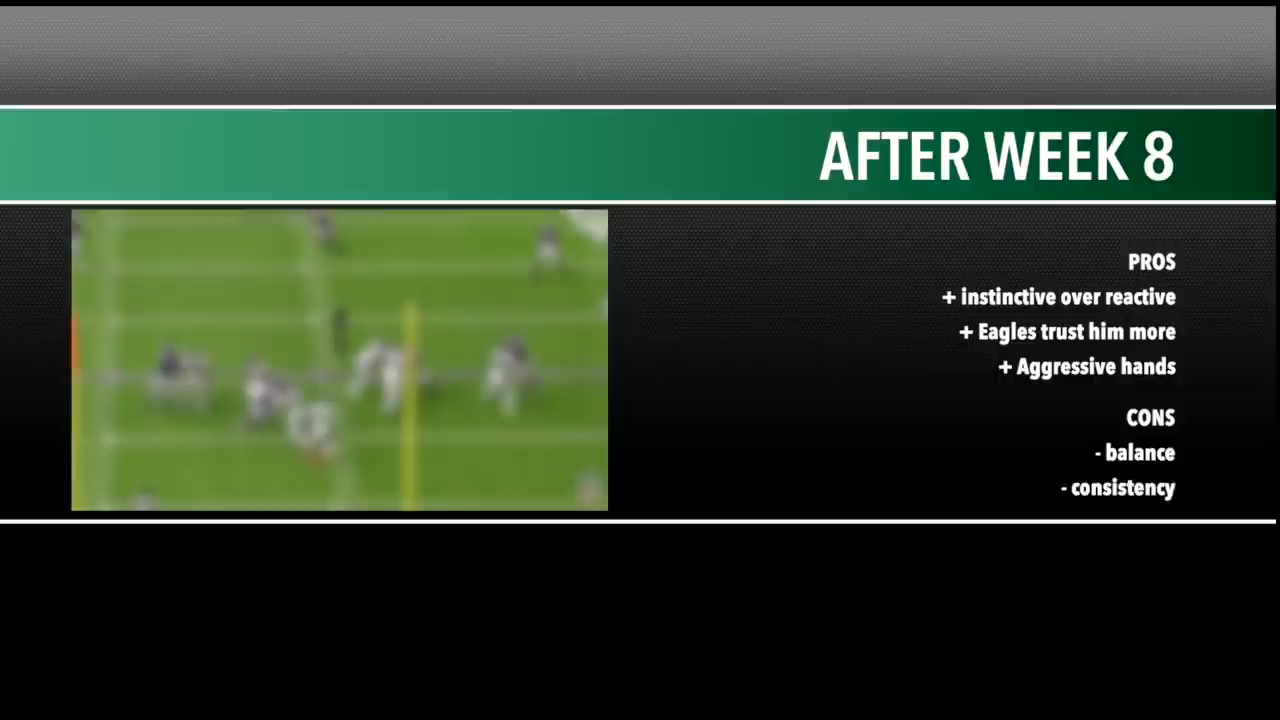 AFTER WEEK 8
PROS
+ instinctive over reactive
+ Eagles trust him more
+ Aggressive hands
CONS
- balance
- consistency